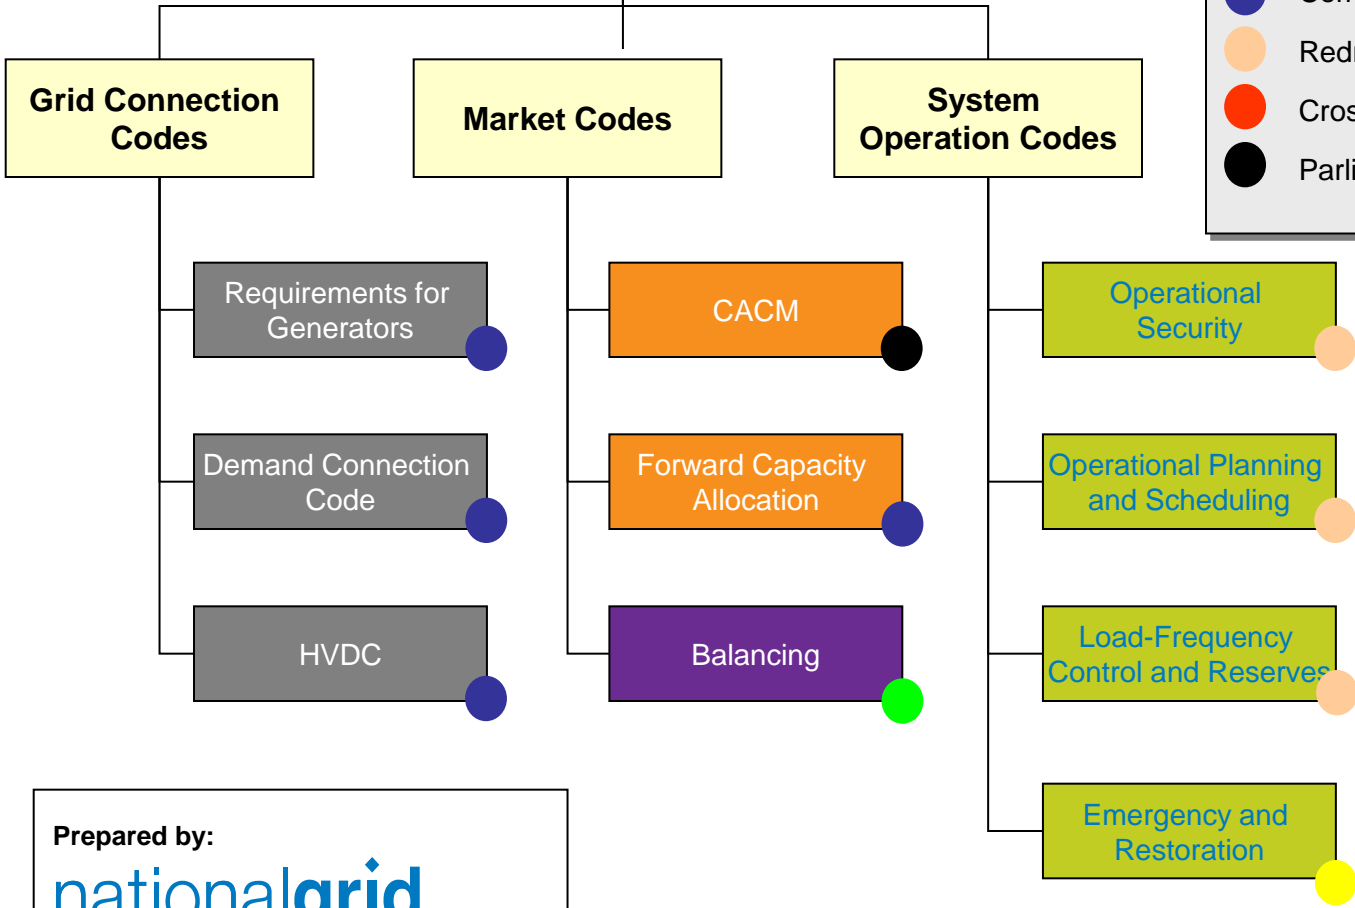 Grid Connection
Codes
Market Codes
System
Operation Codes
Requirements for
Generators
Demand Connection
Code
HVDC
CACM
Forward Capacity
Allocation
Balancing
Operational
Security
Operational Planning
and Scheduling
Load-Frequency
Control and Reserves
Emergency and
Restoration
Prepared by:
nationalgrid